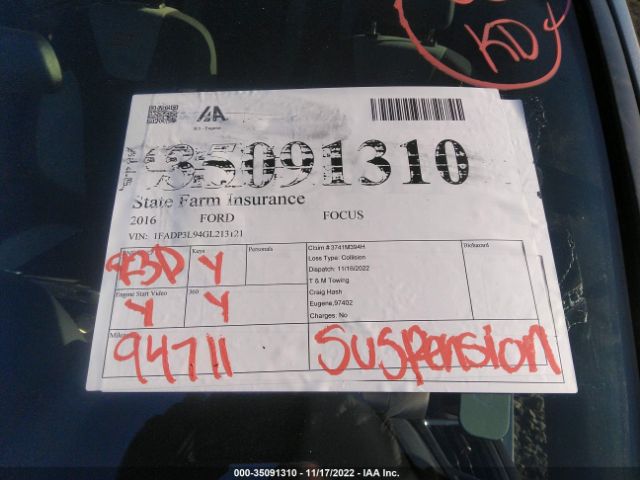 KD
IAA
35091310
State Farm Insurance
2016 FORD FOCUS
VIN: 1FADP3L94GL213121
Keys Personals
Y
Engine Start Video 360
Y Y
94711
Claim # 3741M394H
Loss Type: Collision
Dispatch: 11/16/2022
T & M Towing
Craig Hash
Eugene,97402
Charges: No
Biohazard
Suspension
000-35091310 - 11/17/2022 - IAA Inc.